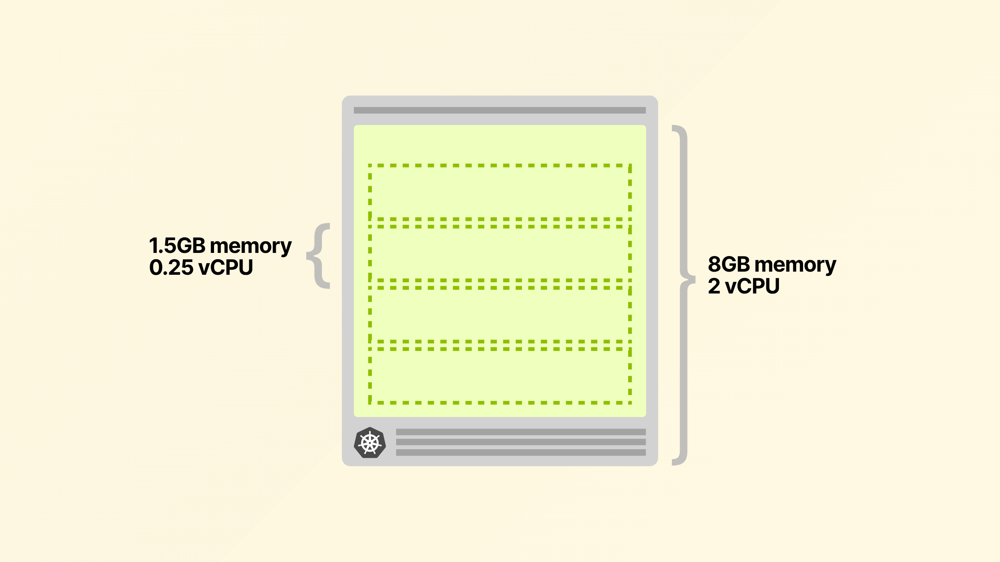 1.5GB memory
0.25 vCPU
8GB memory
2 vCPU